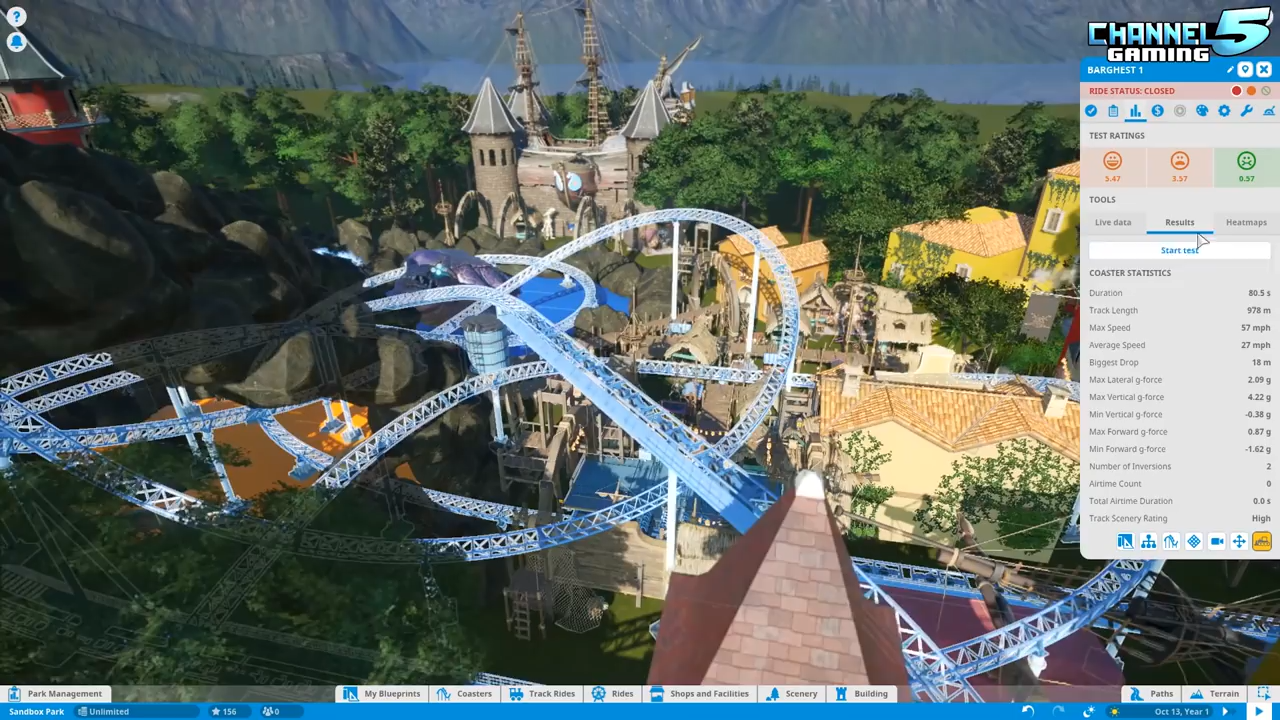 ?
CHANNEL 5
GAMING
BARGHEST 1
RIDE STATUS: CLOSED
TEST RATINGS
5.47 3.57 0.57
TOOLS
Live data Results Heatmaps
Start test
COASTER STATISTICS
Duration 80.5 s
Track Length 978 m
Max Speed 57 mph
Average Speed 27 mph
Biggest Drop 18 m
Max Lateral g-force 2.09 g
Max Vertical g-force 4.22 g
Min Vertical g-force -0.38 g
Max Forward g-force 0.87 g
Min Forward g-force -1.62 g
Number of Inversions 2
Airtime Count 0
Total Airtime Duration 0.0 s
Track Scenery Rating High
Park Management My Blueprints Coasters Track Rides Rides Shops and Facilities Scenery Building Paths Terrain
Sandbox Park Unlimited 156 0 Oct 13, Year 1